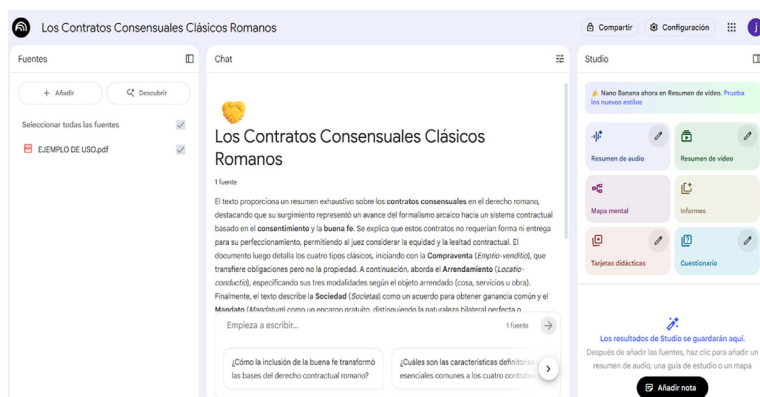 Los Contratos Consensuales Clásicos Romanos
Compartir
Configuración
j
Fuentes
+ Añadir
Descubrir
Seleccionar todas las fuentes
EJEMPLO DE USO.pdf
Chat
Los Contratos Consensuales Clásicos
Romanos
1 fuente
El texto proporciona un resumen exhaustivo sobre los contratos consensuales en el derecho romano,
destacando que su surgimiento representó un avance del formalismo arcaico hacia un sistema contractual
basado en el consentimiento y la buena fe. Se explica que estos contratos no requerían forma ni entrega
para su perfeccionamiento, permitiendo al juez considerar la equidad y la lealtad contractual. El
documento luego detalla los cuatro tipos clásicos, iniciando con la Compraventa (Emptio-venditio), que
transfiere obligaciones pero no la propiedad. A continuación, aborda el Arrendamiento (Locatio-
conductio), especificando sus tres modalidades según el objeto arrendado (cosa, servicios u obra).
Finalmente, el texto describe la Sociedad (Societas) como un acuerdo para obtener ganancia común y el
Mandato (Mandatum) como un encargo gratuito, distinguiendo la naturaleza bilateral perfecta o
Empieza a escribir...
1 fuente
¿Cómo la inclusión de la buena fe transformó
las bases del derecho contractual romano?
¿Cuáles son las características definitorias
esenciales comunes a los cuatro contratos
Studio
Nano Banana ahora en Resumen de vídeo. Prueba
los nuevos estilos
Resumen de audio
Resumen de vídeo
Mapa mental
Informes
Tarjetas didácticas
Cuestionario
Los resultados de Studio se guardarán aquí.
Después de añadir las fuentes, haz clic para añadir un
resumen de audio, una guía de estudio o un mapa
Añadir nota